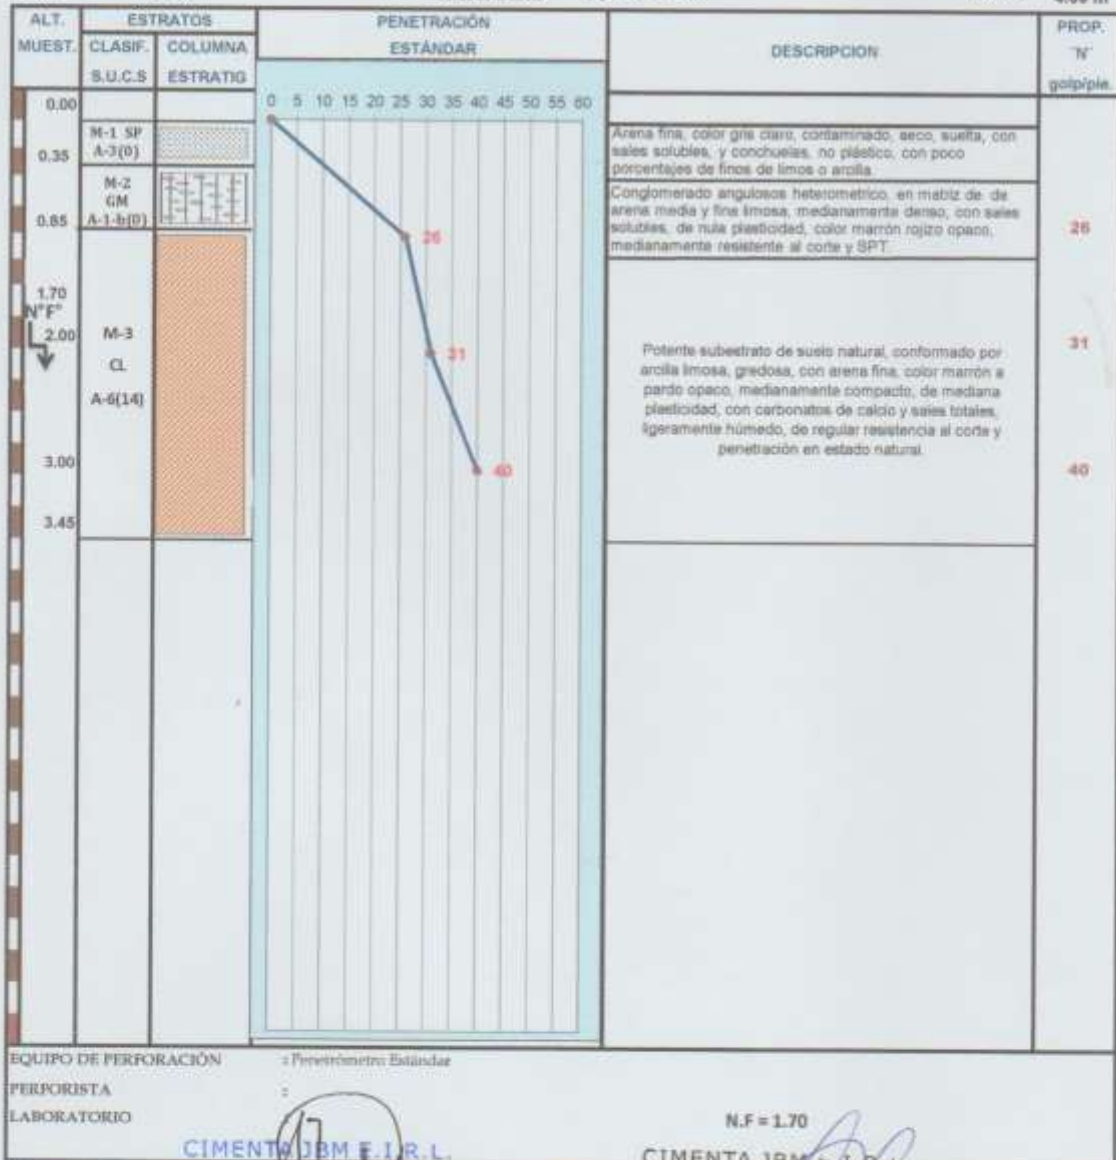 4.00 m
ALT.
MUEST.
ESTRATOS
CLASIF.
S.U.C.S
COLUMNA
ESTRATIG
PENETRACIÓN
ESTÁNDAR
DESCRIPCION
PROP.
"N"
golp/pie.
0 5 10 15 20 25 30 35 40 45 50 55 60
0.00
0.35
M-1 SP
A-3(0)
Arena fina, color gris claro, contaminado, seco, suelta, con
sales solubles, y conchuelas, no plástico, con poco
porcentajes de finos de limos o arcilla.
0.85
M-2
GM
A-1-b(0)
Conglomerado angulosos heterometrico, en matriz de de
arena media y fina limosa, medianamente denso, con sales
solubles, de nula plasticidad, color marrón rojizo opaco,
medianamente resistente al corte y SPT.
26
26
1.70
N°F°
2.00
M-3
CL
A-6(14)
31
31
Potente subestrato de suelo natural, conformado por
arcilla limosa, gredosa, con arena fina, color marrón a
pardo opaco, medianamente compacto, de mediana
plasticidad, con carbonatos de calcio y sales totales,
ligeramente húmedo, de regular resistencia al corte y
penetración en estado natural.
3.00
40
40
3.45
EQUIPO DE PERFORACIÓN : Penetrómetro Estándar
PERFORISTA :
LABORATORIO
N.F = 1.70
CIMENTA JBM E.I.R.L.
CIMENTA JBM E.I.R.L.